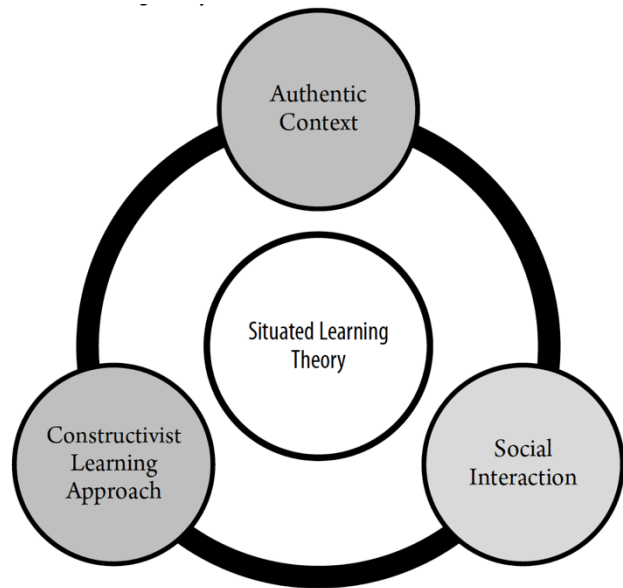 Authentic
Context
Situated Learning
Theory
Constructivist
Learning
Approach
Social
Interaction